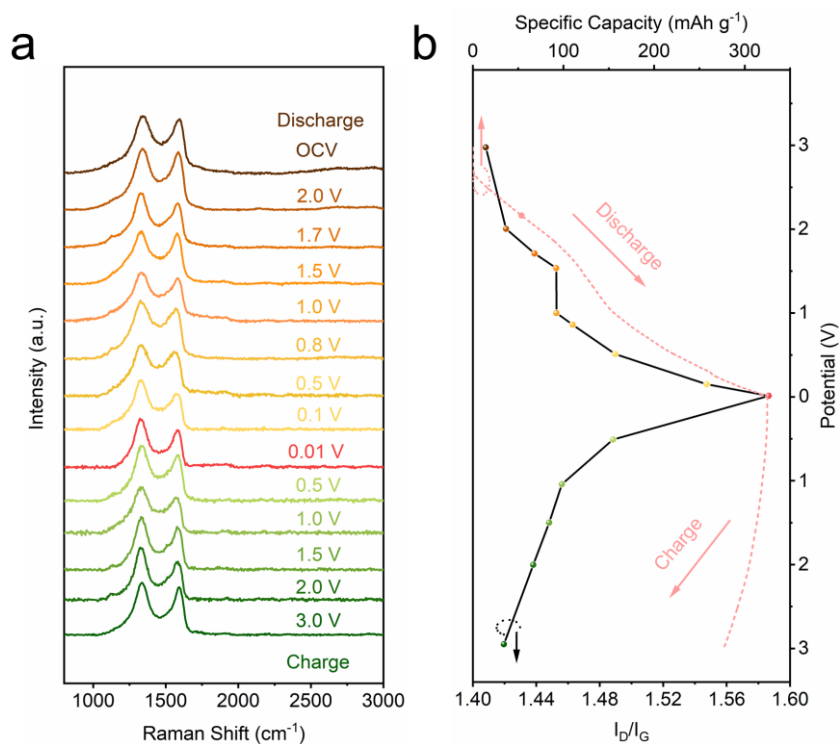 a
Discharge
OCV
2.0 V
1.7 V
1.5 V
1.0 V
0.8 V
0.5 V
0.1 V
0.01 V
0.5 V
1.0 V
1.5 V
2.0 V
3.0 V
Charge
Intensity (a.u.)
1000 1500 2000 2500 3000
Raman Shift (cm⁻¹)
b
Specific Capacity (mAh g⁻¹)
0 100 200 300
Discharge
Charge
3
2
1
0
1
2
3
Potential (V)
1.40 1.44 1.48 1.52 1.56 1.60
I_D/I_G